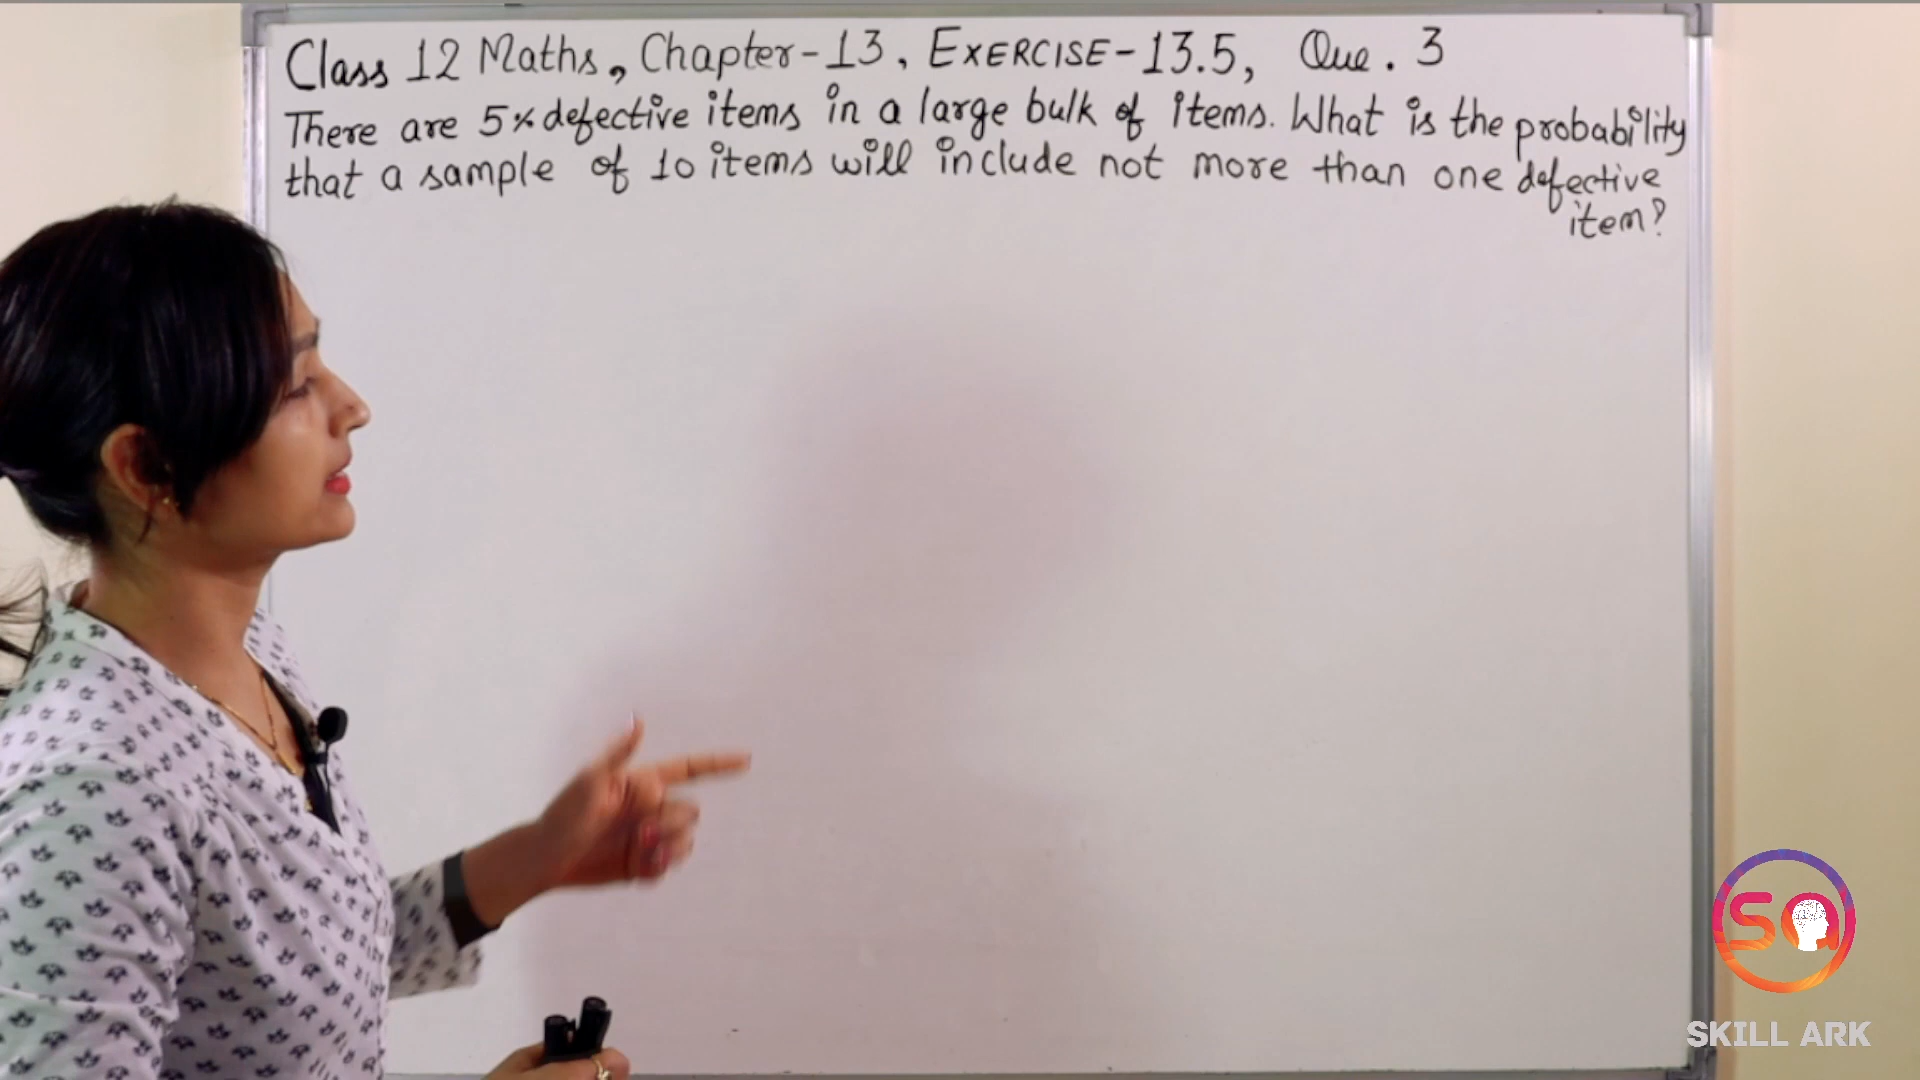 Class 12 Maths, Chapter-13, EXERCISE-13.5, Que. 3
There are 5% defective items in a large bulk of items. What is the probability
that a sample of 10 items will include not more than one defective
item?
SA
SKILL ARK